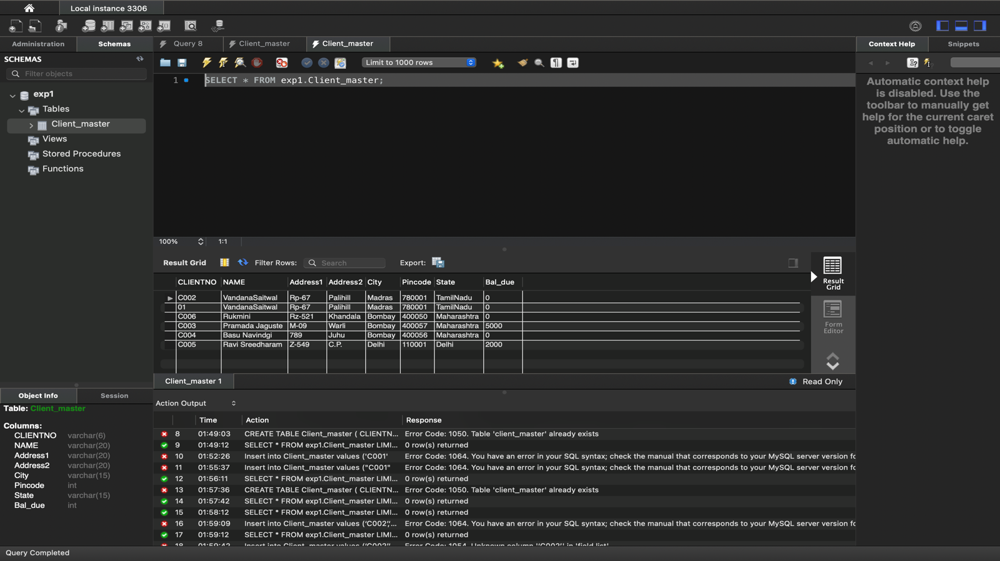 Local instance 3306
Administration
Schemas
Query 8
Client_master
Client_master
Context Help
Snippets
SCHEMAS
Filter objects
Limit to 1000 rows
1
SELECT * FROM exp1.Client_master;
exp1
Tables
Client_master
Views
Stored Procedures
Functions
Automatic context help
is disabled. Use the
toolbar to manually get
help for the current caret
position or to toggle
automatic help.
100%
1:1
Result Grid
Filter Rows:
Search
Export:
CLIENTNO NAME Address1 Address2 City Pincode State Bal_due
C002 VandanaSaitwal Rp-67 Palihill Madras 780001 TamilNadu 0
01 VandanaSaitwal Rp-67 Palihill Madras 780001 TamilNadu 0
C006 Rukmini Rz-521 Khandala Bombay 400050 Maharashtra 0
C003 Pramada Jaguste M-09 Warli Bombay 400057 Maharashtra 5000
C004 Basu Navindgi 789 Juhu Bombay 400056 Maharashtra 0
C005 Ravi Sreedharam Z-549 C.P. Delhi 110001 Delhi 2000
Result
Grid
Form
Editor
Client_master 1
Read Only
Object Info
Session
Table: Client_master
Columns:
CLIENTNO varchar(6)
NAME varchar(20)
Address1 varchar(20)
Address2 varchar(20)
City varchar(15)
Pincode int
State varchar(15)
Bal_due int
Action Output
Time Action Response
8 01:49:03 CREATE TABLE Client_master ( CLIENTN... Error Code: 1050. Table 'client_master' already exists
9 01:49:12 SELECT * FROM exp1.Client_master LIMI... 0 row(s) returned
10 01:52:26 Insert into Client_master values ('C001' Error Code: 1064. You have an error in your SQL syntax; check the manual that corresponds to your MySQL server version fo
11 01:55:37 Insert into Client_master values ("C001" Error Code: 1064. You have an error in your SQL syntax; check the manual that corresponds to your MySQL server version fo
12 01:56:11 SELECT * FROM exp1.Client_master LIMI... 0 row(s) returned
13 01:57:36 CREATE TABLE Client_master ( CLIENTN... Error Code: 1050. Table 'client_master' already exists
14 01:57:42 SELECT * FROM exp1.Client_master LIMI... 0 row(s) returned
15 01:58:12 SELECT * FROM exp1.Client_master LIMI... 0 row(s) returned
16 01:59:09 Insert into Client_master values ('C002',',... Error Code: 1064. You have an error in your SQL syntax; check the manual that corresponds to your MySQL server version fo
17 01:59:12 SELECT * FROM exp1.Client_master LIMI... 0 row(s) returned
18 01:59:42 Insert into Client_master values ('C002'' Error Code: 1054. Unknown column ''C002'' in 'field list'
Query Completed